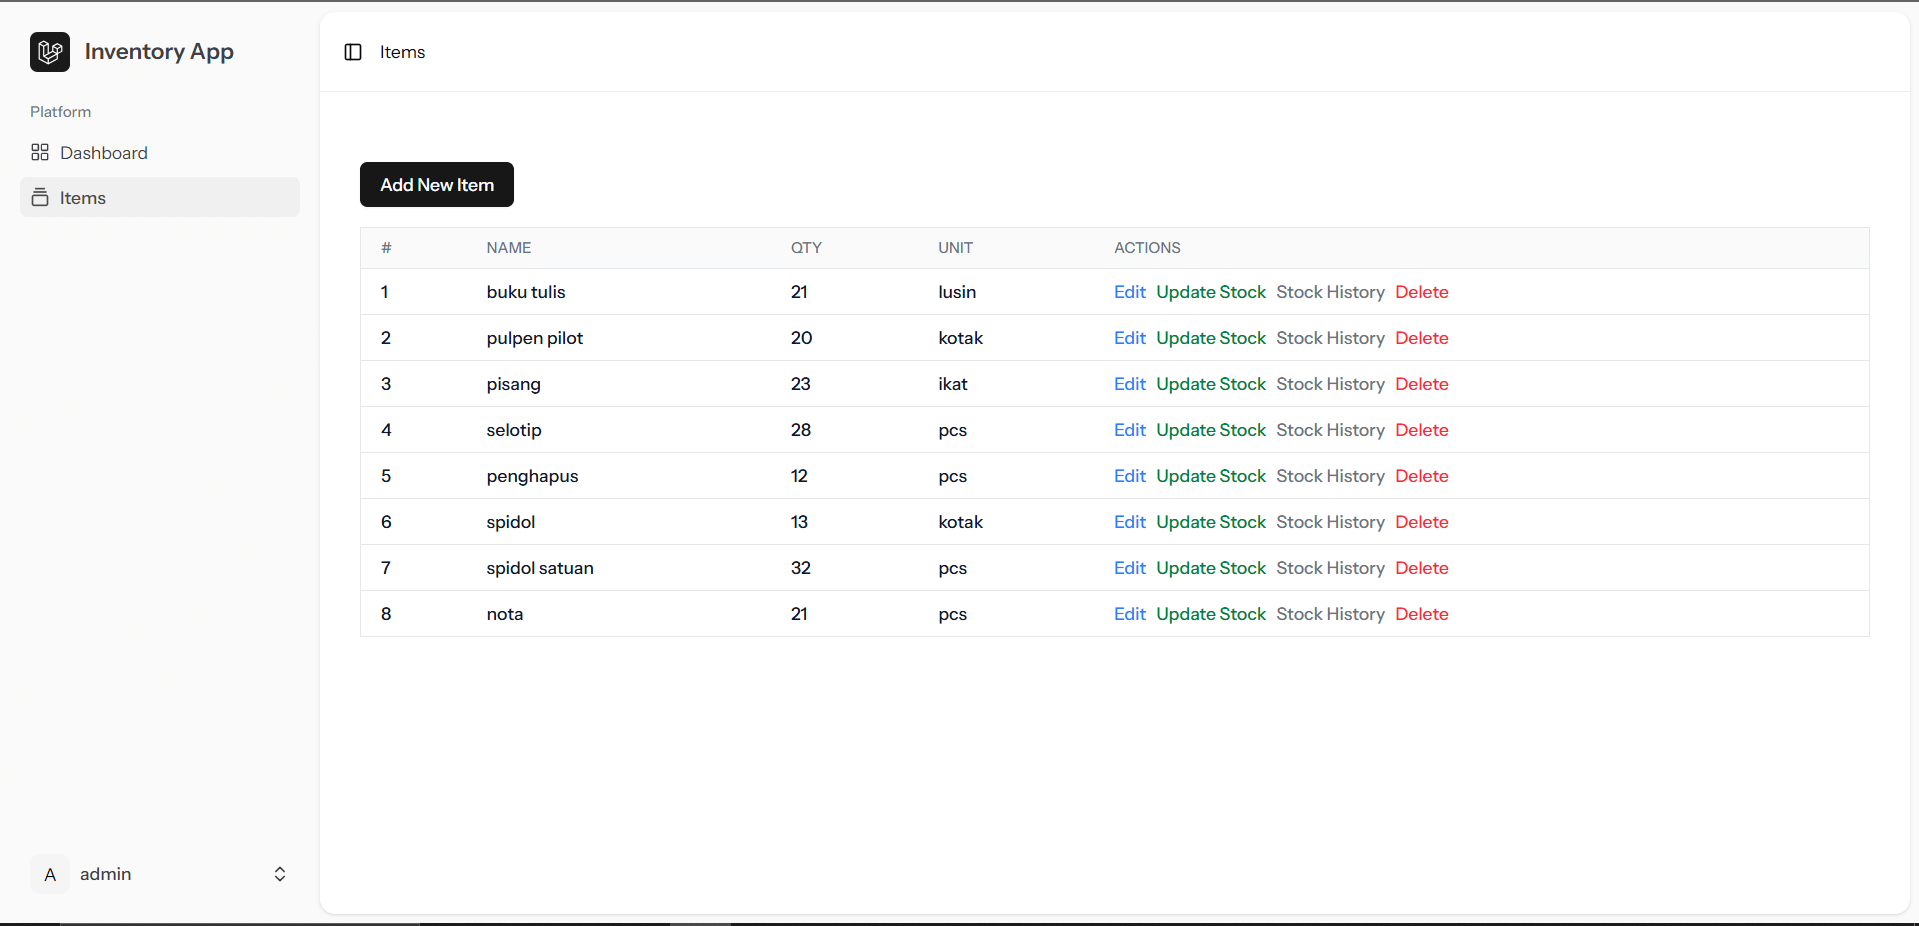 Inventory App
Platform
Dashboard
Items
A admin
Items
Add New Item
# NAME QTY UNIT ACTIONS
1 buku tulis 21 lusin Edit Update Stock Stock History Delete
2 pulpen pilot 20 kotak Edit Update Stock Stock History Delete
3 pisang 23 ikat Edit Update Stock Stock History Delete
4 selotip 28 pcs Edit Update Stock Stock History Delete
5 penghapus 12 pcs Edit Update Stock Stock History Delete
6 spidol 13 kotak Edit Update Stock Stock History Delete
7 spidol satuan 32 pcs Edit Update Stock Stock History Delete
8 nota 21 pcs Edit Update Stock Stock History Delete